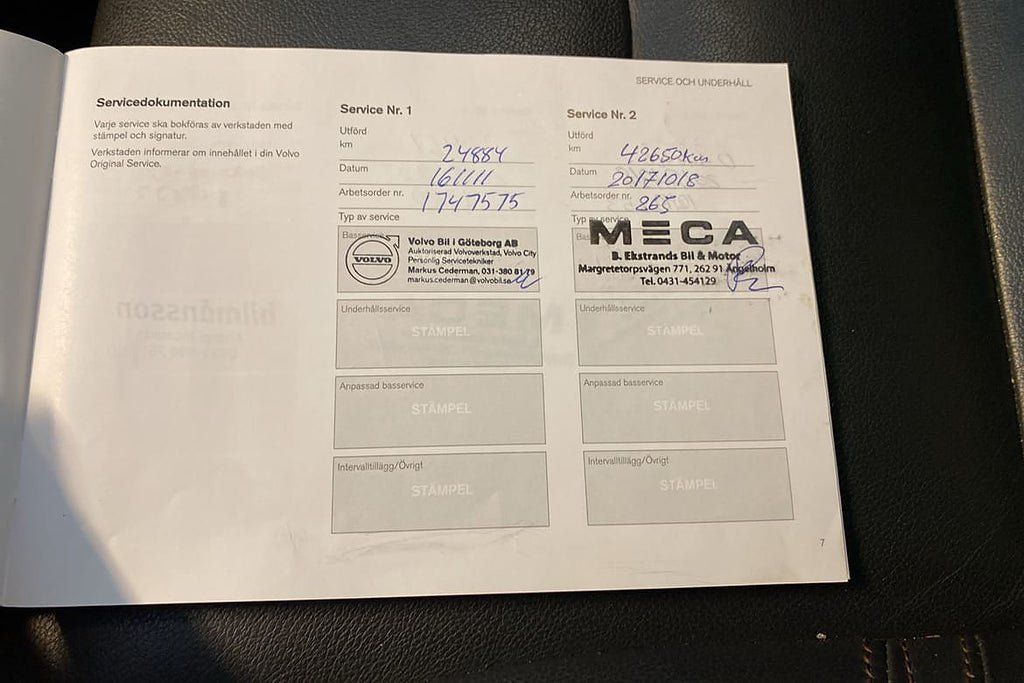 SERVICE OCH UNDERHÅLL
Servicedokumentation
Varje service ska bokföras av verkstaden med
stämpel och signatur.
Verkstaden informerar om innehållet i din Volvo
Original Service.
Service Nr. 1
Utförd
km 24884
Datum 161111
Arbetsorder nr. 1747575
Typ av service
Basservice
VOLVO
Volvo Bil i Göteborg AB
Auktoriserad Volvoverkstad, Volvo City
Personlig Servicetekniker
Markus Cederman, 031-380 81 79
markus.cederman@volvobil.se
Underhållsservice
STÄMPEL
Anpassad basservice
STÄMPEL
Intervalltillägg/Övrigt
STÄMPEL
Service Nr. 2
Utförd
km 42650km
Datum 20171018
Arbetsorder nr. 265
Typ av service
MECA
B. Ekstrands Bil & Motor
Margretetorpsvägen 771, 262 91 Ängelholm
Tel. 0431-454129
Underhållsservice
STÄMPEL
Anpassad basservice
STÄMPEL
Intervalltillägg/Övrigt
STÄMPEL
7
bilmånsson